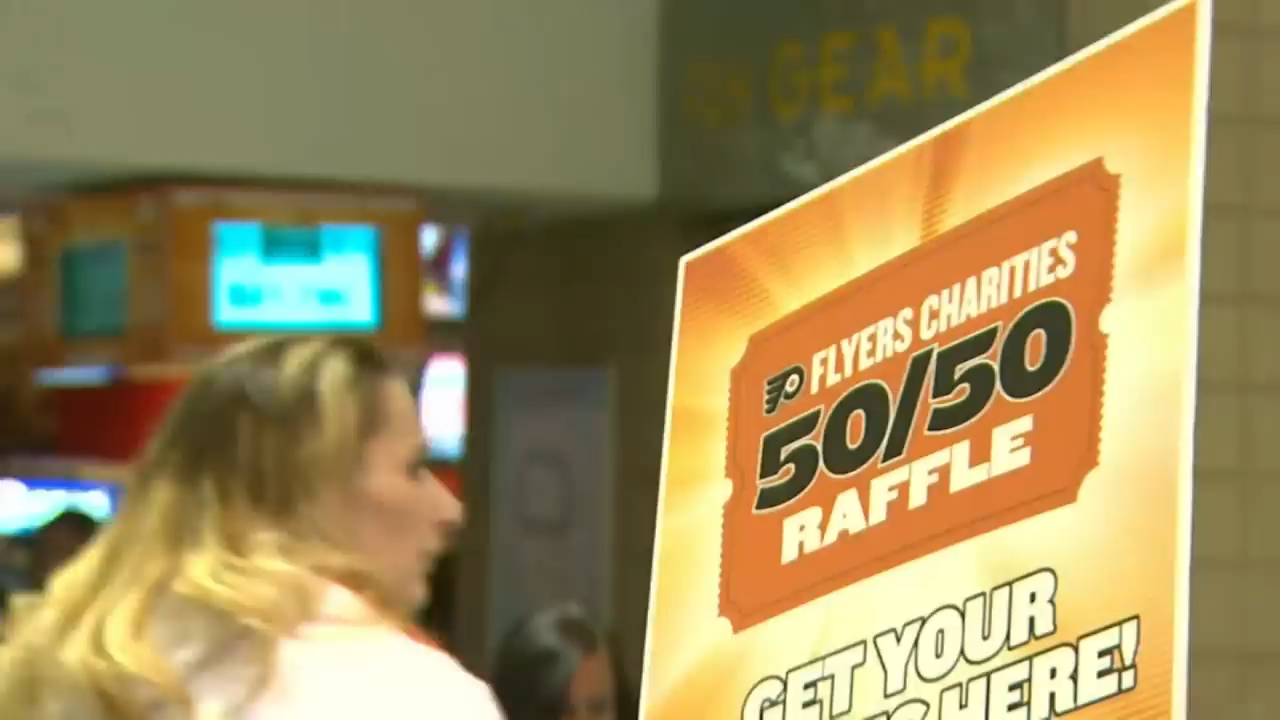 GEAR
FLYERS CHARITIES
50/50
RAFFLE
GET YOUR
HERE!